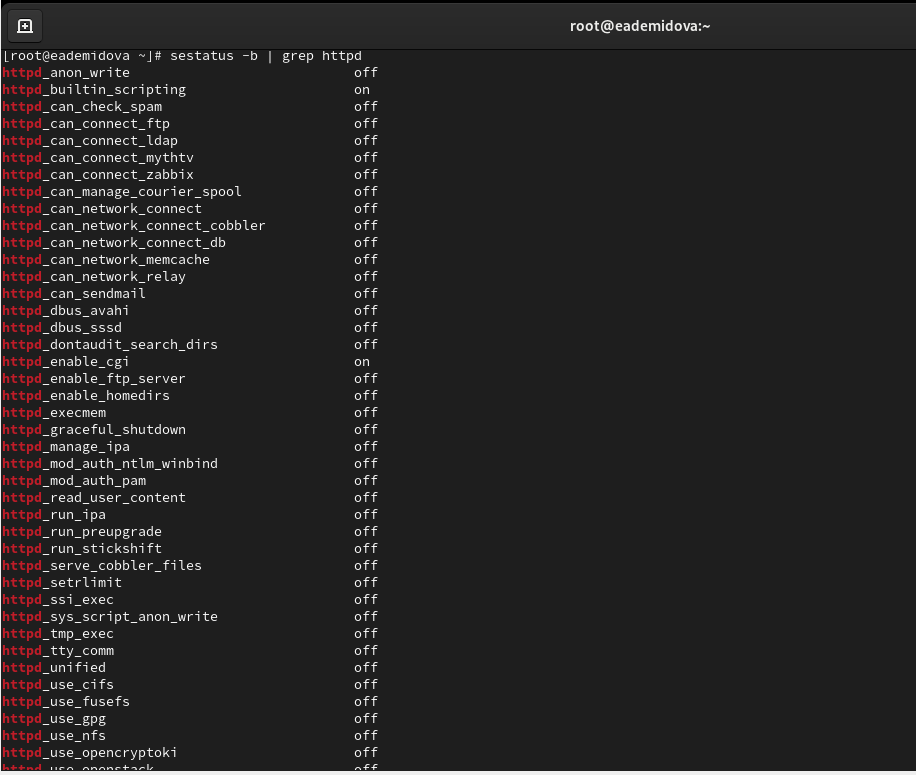 root@eademidova:~
[root@eademidova ~]# sestatus -b | grep httpd
httpd_anon_write                            off
httpd_builtin_scripting                     on
httpd_can_check_spam                        off
httpd_can_connect_ftp                       off
httpd_can_connect_ldap                      off
httpd_can_connect_mythtv                    off
httpd_can_connect_zabbix                    off
httpd_can_manage_courier_spool              off
httpd_can_network_connect                   off
httpd_can_network_connect_cobbler           off
httpd_can_network_connect_db                off
httpd_can_network_memcache                  off
httpd_can_network_relay                     off
httpd_can_sendmail                          off
httpd_dbus_avahi                            off
httpd_dbus_sssd                             off
httpd_dontaudit_search_dirs                 off
httpd_enable_cgi                            on
httpd_enable_ftp_server                     off
httpd_enable_homedirs                       off
httpd_execmem                               off
httpd_graceful_shutdown                     off
httpd_manage_ipa                            off
httpd_mod_auth_ntlm_winbind                 off
httpd_mod_auth_pam                          off
httpd_read_user_content                     off
httpd_run_ipa                               off
httpd_run_preupgrade                        off
httpd_run_stickshift                        off
httpd_serve_cobbler_files                   off
httpd_setrlimit                             off
httpd_ssi_exec                              off
httpd_sys_script_anon_write                 off
httpd_tmp_exec                              off
httpd_tty_comm                              off
httpd_unified                               off
httpd_use_cifs                              off
httpd_use_fusefs                            off
httpd_use_gpg                               off
httpd_use_nfs                               off
httpd_use_opencryptoki                      off
httpd_use_openstack                         off